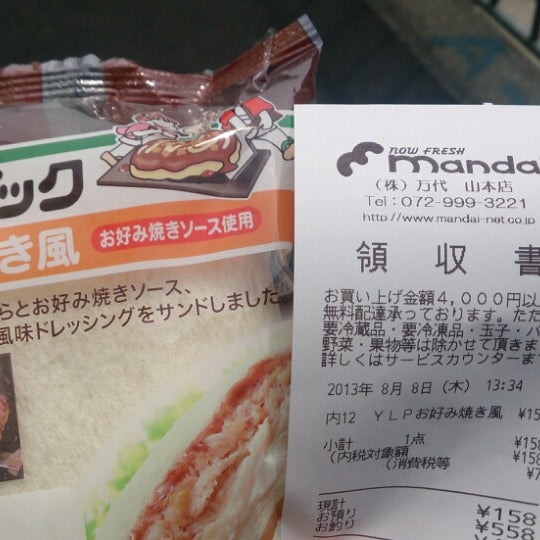 ック
き風
お好み焼きソース使用
らとお好み焼きソース、
風味ドレッシングをサンドしました。
NOW FRESH
manda
(株)万代 山本店
Tel:072-999-3221
http://www.mandai-net.co.jp
領収書
お買い上げ金額4,000円以
無料配達承っております。ただ
要冷蔵品・要冷凍品・玉子・パ
野菜・果物等は除かせて頂きま
詳しくはサービスカウンターま
2013年 8月 8日(木) 13:34
内12 YLPお好み焼き風 ¥15
小計 1点 ¥158
(内税対象額 ¥158
(消費税等 ¥7
現計 ¥158
お預り ¥558
お釣り